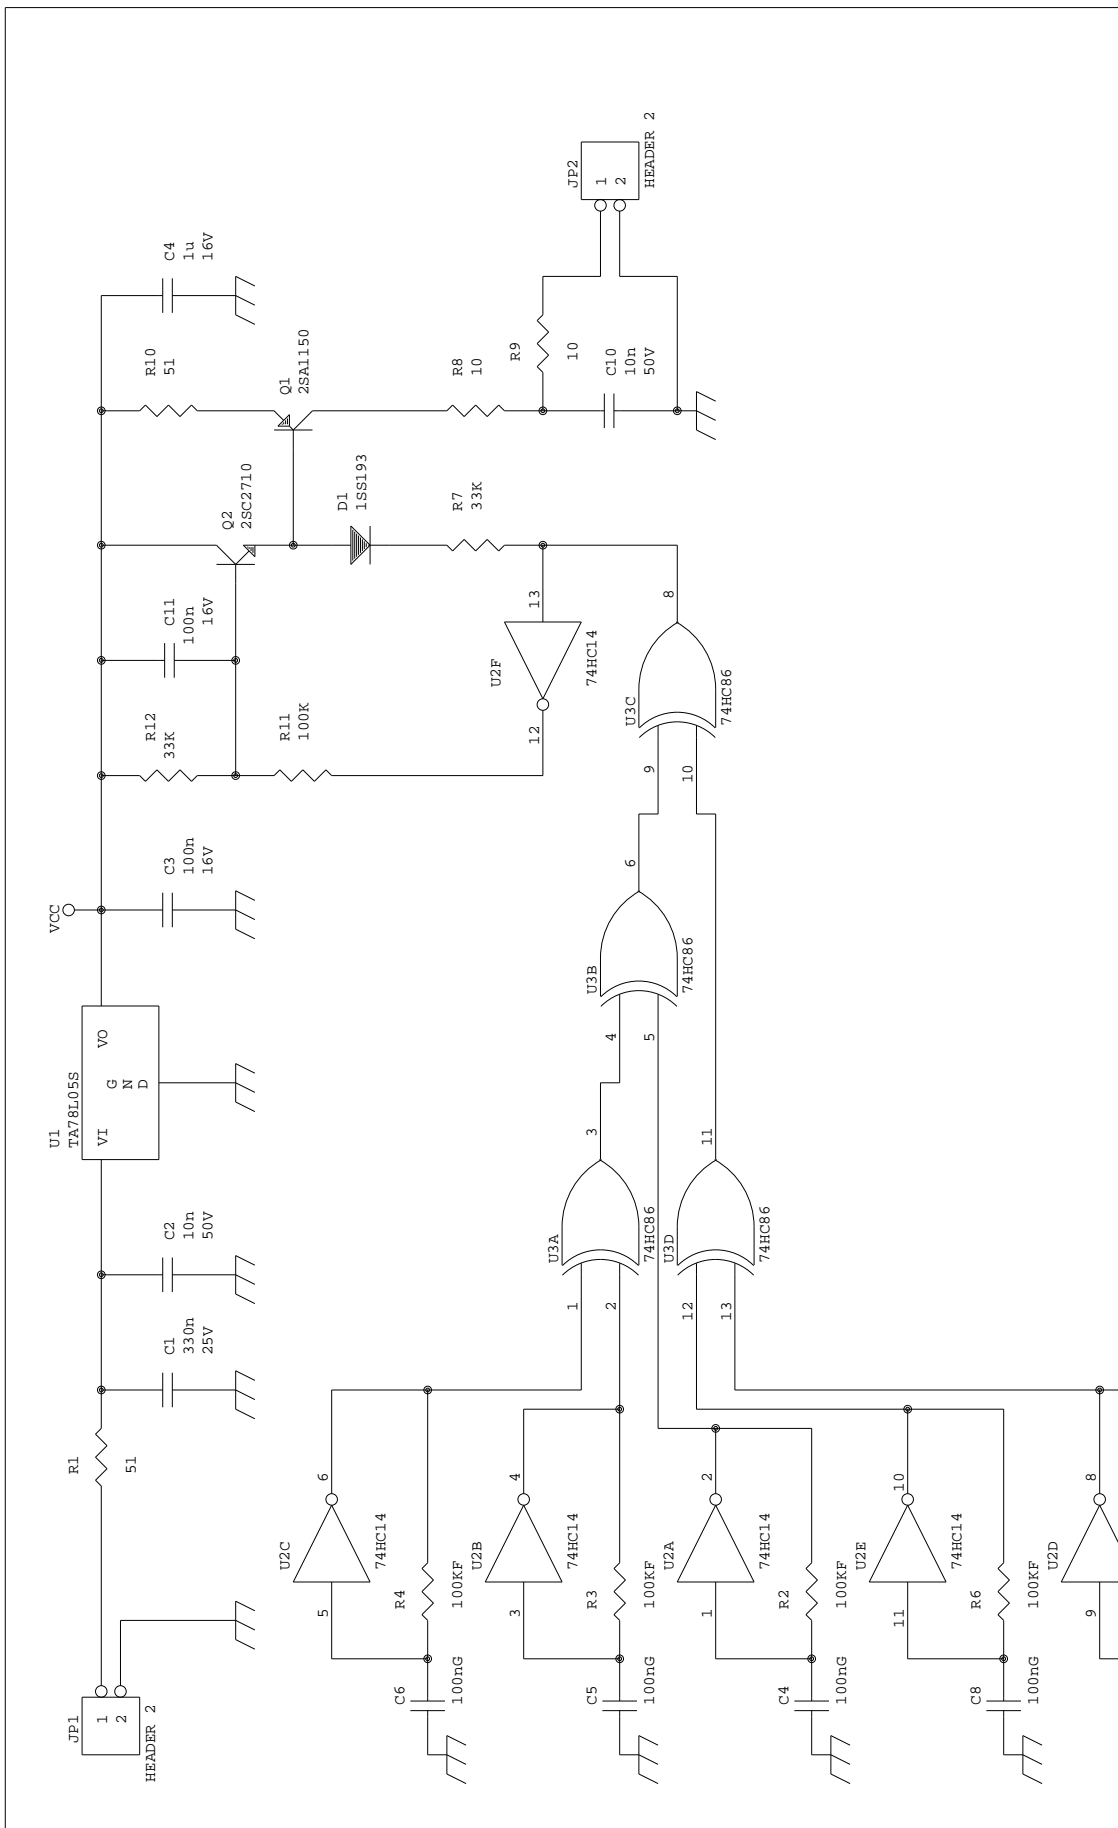 JP1
1
2
HEADER 2
R1
51
C1
330n
25V
C2
10n
50V
U1
TA78L05S
VI
VO
G
N
D
VCC
C3
100n
16V
R12
33K
C11
100n
16V
R11
100K
Q2
2SC2710
R10
51
C4
1u
16V
Q1
2SA1150
D1
1SS193
R7
33K
R8
10
R9
10
C10
10n
50V
JP2
1
2
HEADER 2
U2F
13
12
74HC14
U3C
9
10
8
74HC86
U3B
4
5
6
74HC86
U3A
1
2
3
74HC86
U3D
12
13
11
74HC86
U2C
5
6
74HC14
R4
100KF
C6
100nG
U2B
3
4
74HC14
R3
100KF
C5
100nG
U2A
1
2
74HC14
R2
100KF
C4
100nG
U2E
11
10
74HC14
R6
100KF
C8
100nG
U2D
9
8